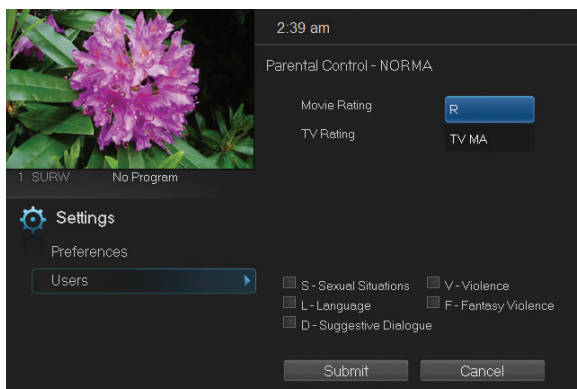 2:39 am
Parental Control - NORMA
Movie Rating R
TV Rating TV MA
1 SURW No Program
Settings
Preferences
Users
S - Sexual Situations V - Violence
L - Language F - Fantasy Violence
D - Suggestive Dialogue
Submit Cancel